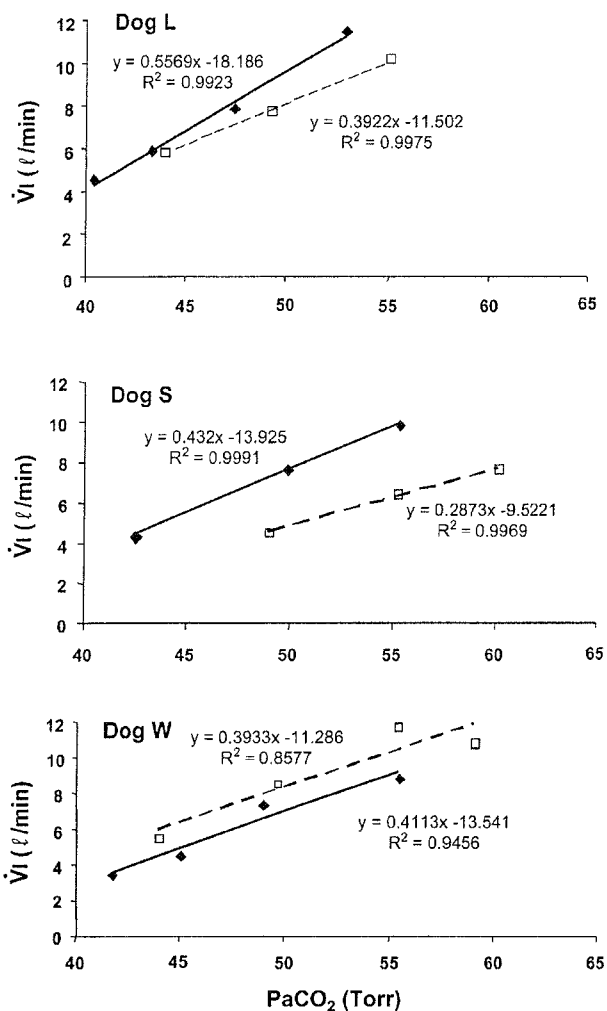 Dog L
12
y = 0.5569x -18.186
R² = 0.9923
10
8
y = 0.3922x -11.502
R² = 0.9975
6
4
2
0
V̇I (ℓ/min)
40 45 50 55 60 65
Dog S
12
10
y = 0.432x -13.925
R² = 0.9991
8
6
y = 0.2873x -9.5221
R² = 0.9969
4
2
0
V̇I (ℓ/min)
40 45 50 55 60 65
Dog W
12
y = 0.3933x -11.286
R² = 0.8577
10
8
6
y = 0.4113x -13.541
R² = 0.9456
4
2
0
V̇I (ℓ/min)
40 45 50 55 60 65
PaCO₂ (Torr)